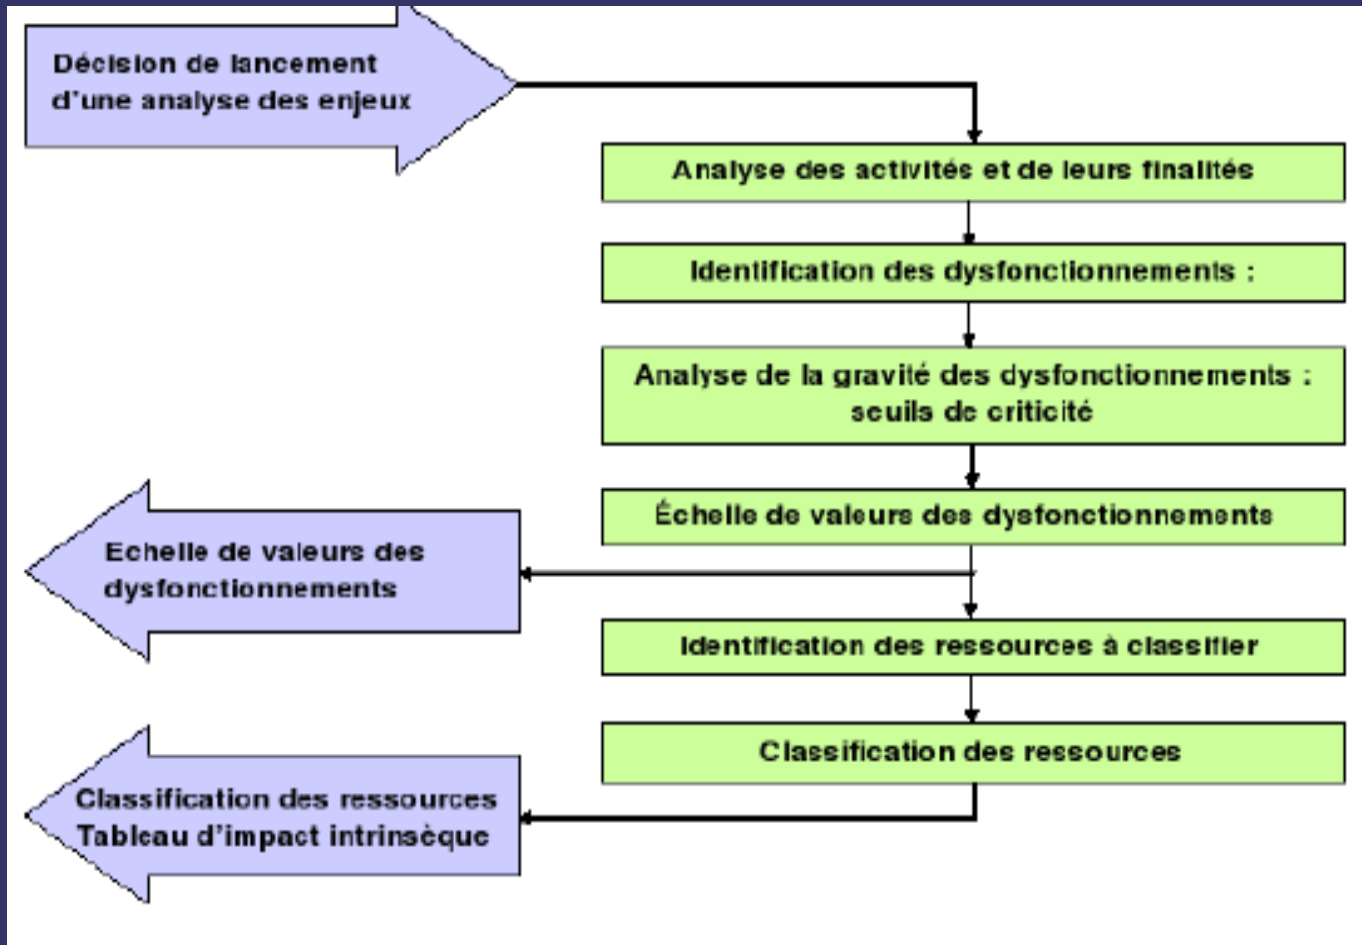 Décision de lancement
d'une analyse des enjeux
Analyse des activités et de leurs finalités
Identification des dysfonctionnements :
Analyse de la gravité des dysfonctionnements :
seuils de criticité
Échelle de valeurs des dysfonctionnements
Echelle de valeurs des
dysfonctionnements
Identification des ressources à classifier
Classification des ressources
Classification des ressources
Tableau d'impact intrinsèque